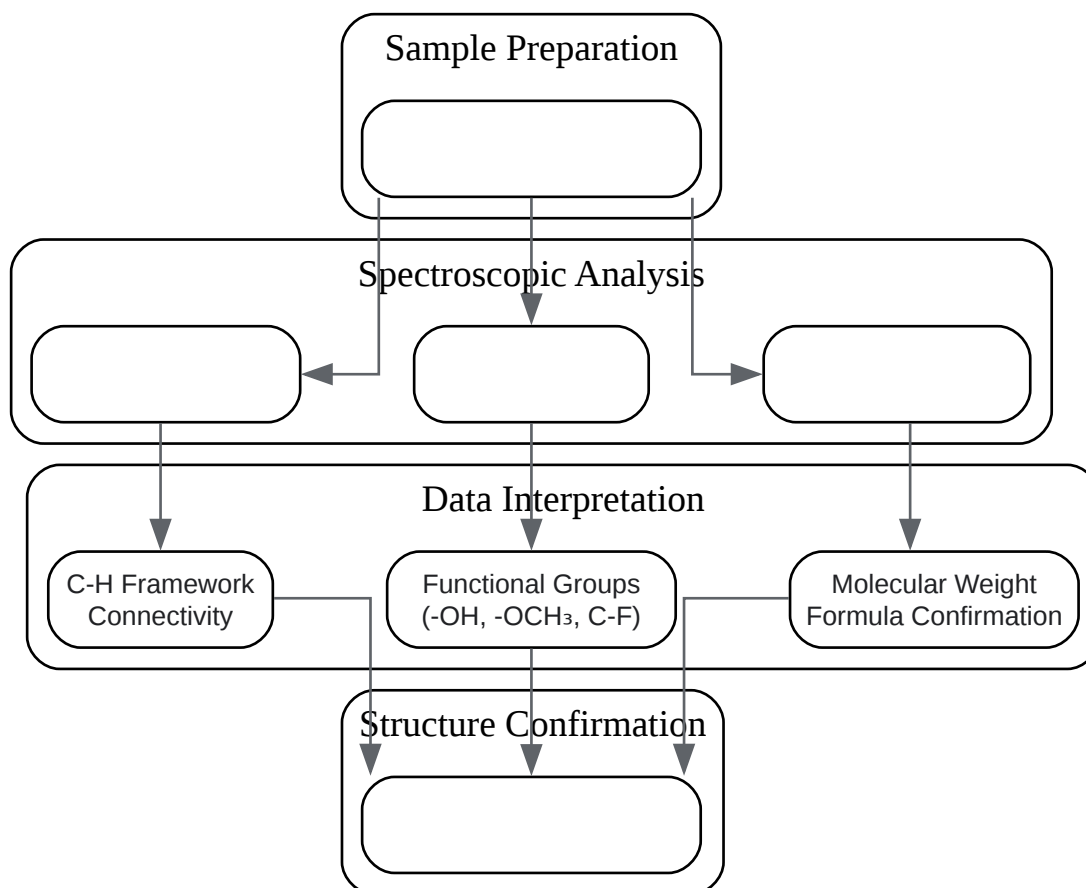 Sample Preparation
Spectroscopic Analysis
Data Interpretation
C-H Framework
Connectivity
Functional Groups
(-OH, -OCH₃, C-F)
Molecular Weight
Formula Confirmation
Structure Confirmation